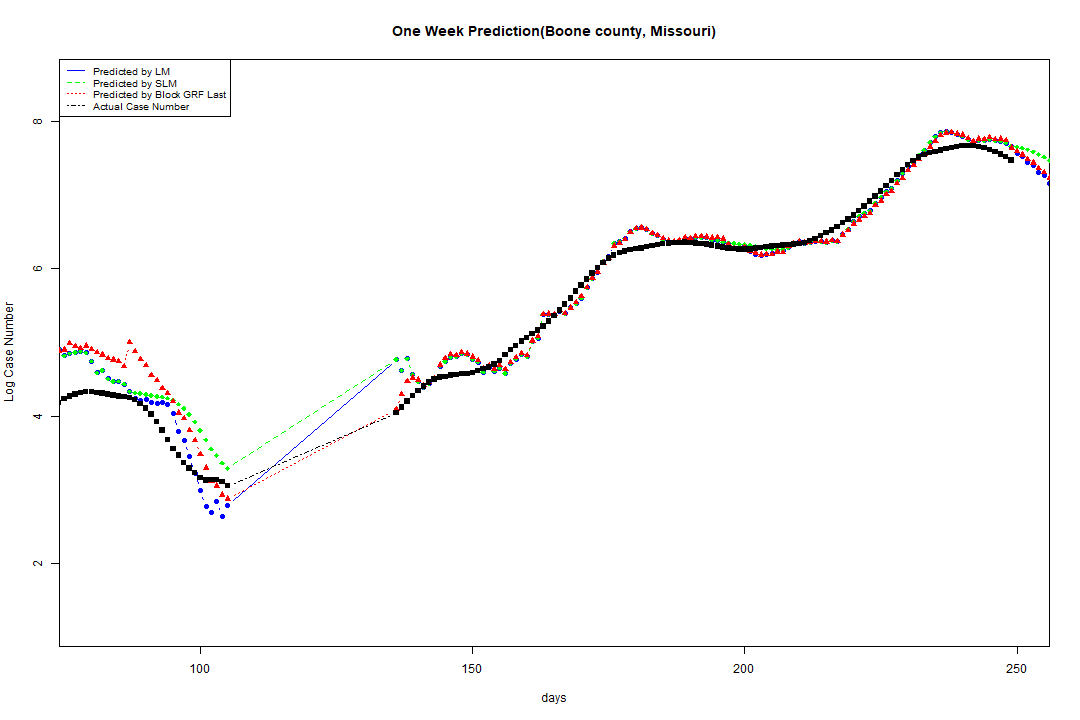 One Week Prediction(Boone county, Missouri)
Predicted by LM
Predicted by SLM
Predicted by Block GRF Last
Actual Case Number
8
6
4
2
Log Case Number
100
150
200
250
days